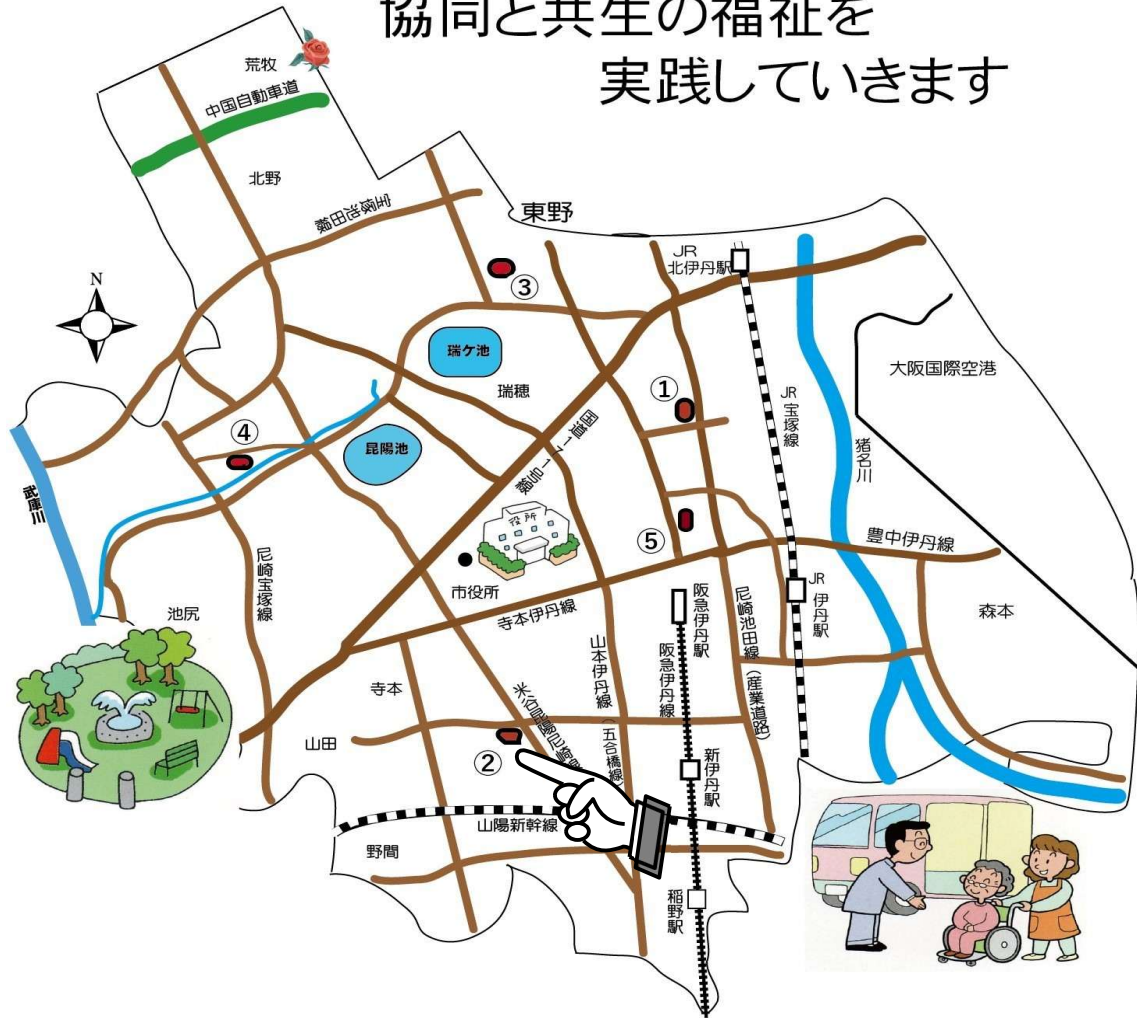 協同と共生の福祉を
実践していきます
荒牧
中国自動車道
北野
宝塚池田線
東野
JR
北伊丹駅
N
③
瑞ケ池
瑞穂
大阪国際空港
①
JR 宝塚線
④
昆陽池
国道171号線
猪名川
武庫川
役所
⑤
豊中伊丹線
尼崎宝塚線
市役所
寺本伊丹線
阪急伊丹駅
JR 伊丹駅
池尻
森本
山本伊丹線(五合橋線)
阪急伊丹線
尼崎池田線(産業道路)
寺本
山田
②
新伊丹駅
山陽新幹線
野間
稲野駅